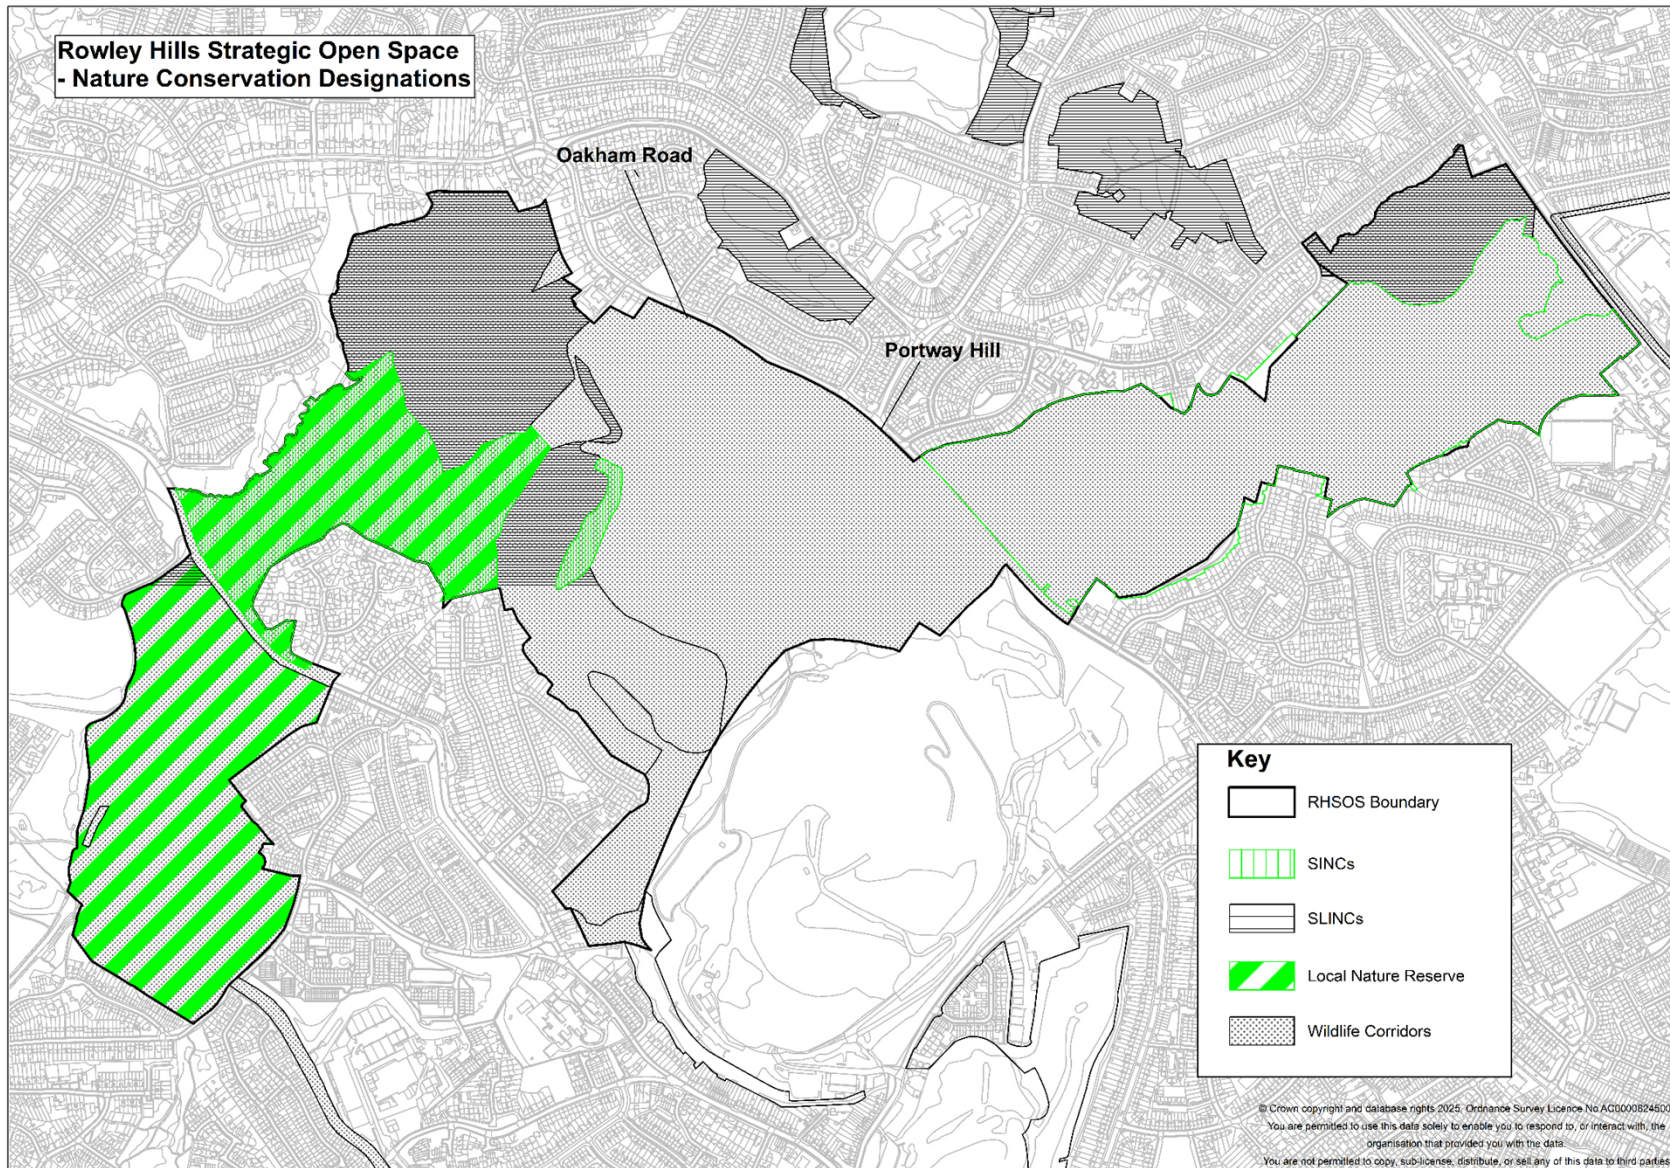 Rowley Hills Strategic Open Space
- Nature Conservation Designations
Oakham Road
Portway Hill
Key
RHSOS Boundary
SINCs
SLINCs
Local Nature Reserve
Wildlife Corridors
© Crown copyright and database rights 2025. Ordnance Survey Licence No AC0000824500
You are permitted to use this data solely to enable you to respond to, or interact with, the
organisation that provided you with the data.
You are not permitted to copy, sub-license, distribute, or sell any of this data to third parties